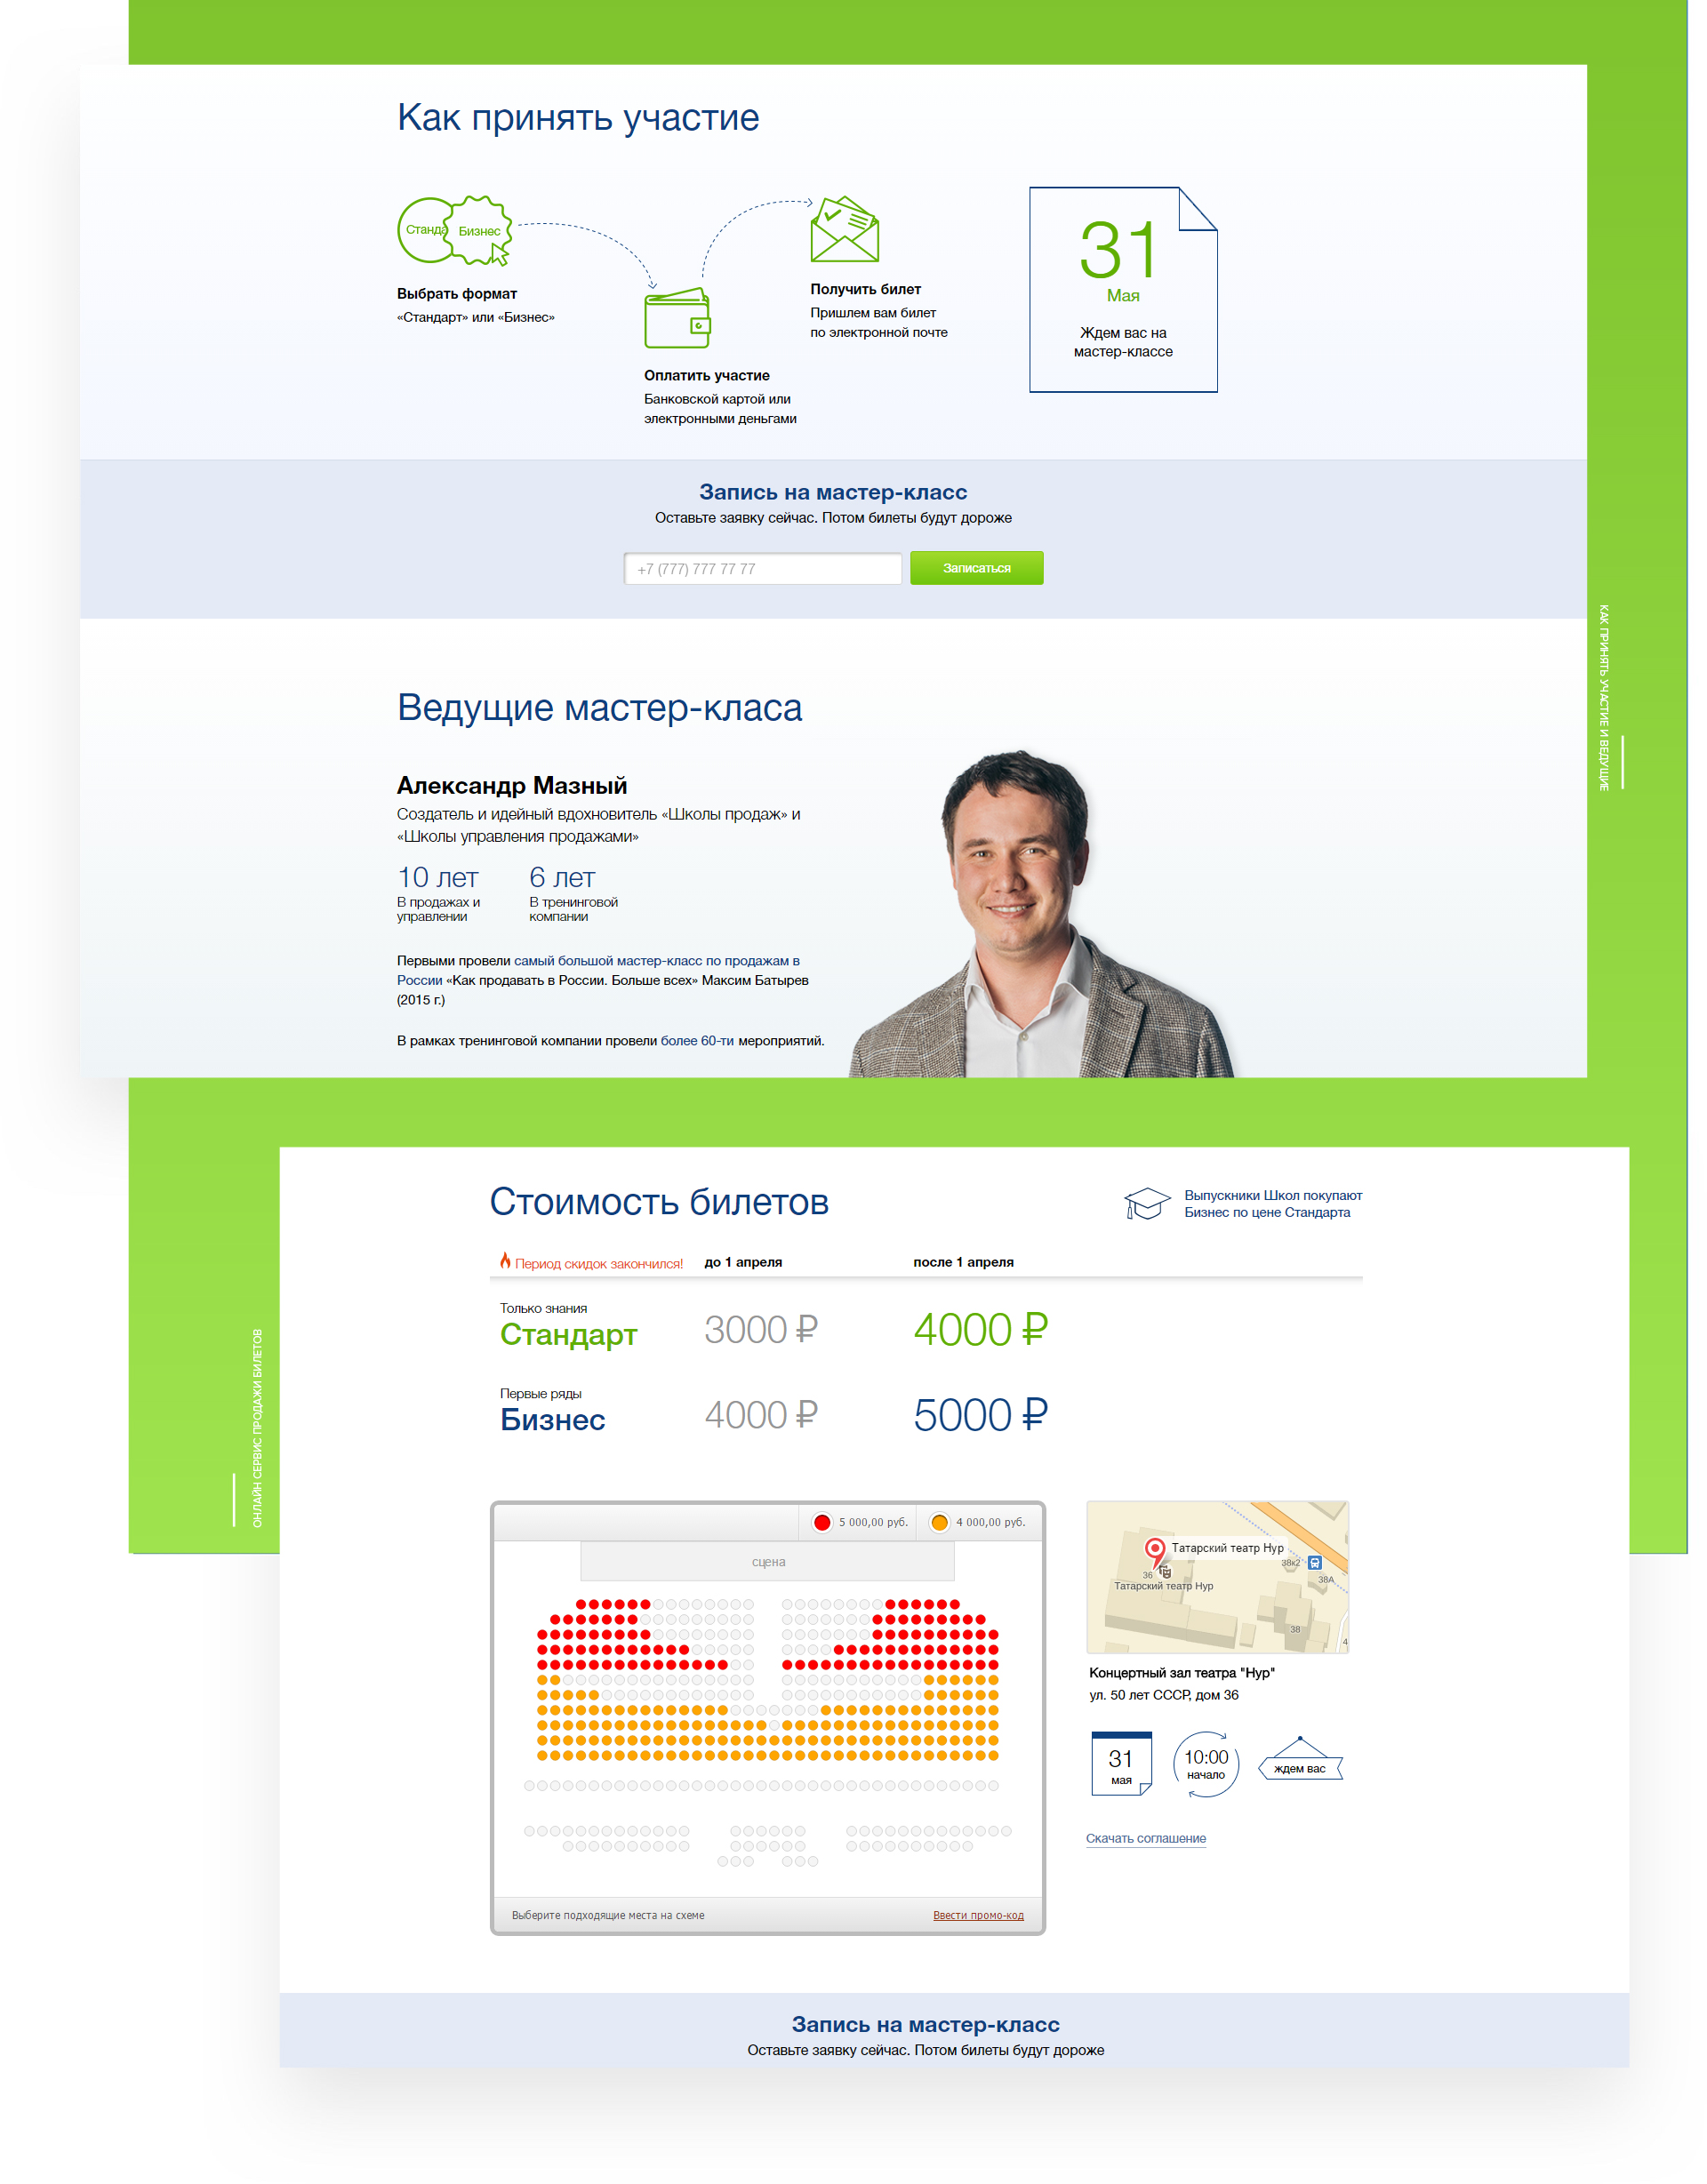 Как принять участие
Станда
Бизнес
Выбрать формат
«Стандарт» или «Бизнес»
Оплатить участие
Банковской картой или
электронными деньгами
Получить билет
Пришлем вам билет
по электронной почте
31
Мая
Ждем вас на
мастер-классе
Запись на мастер-класс
Оставьте заявку сейчас. Потом билеты будут дороже
+7 (777) 777 77 77
Записаться
КАК ПРИНЯТЬ УЧАСТИЕ И ВЕДУЩИЕ
Ведущие мастер-класа
Александр Мазный
Создатель и идейный вдохновитель «Школы продаж» и
«Школы управления продажами»
10 лет
В продажах и
управлении
6 лет
В тренинговой
компании
Первыми провели самый большой мастер-класс по продажам в
России «Как продавать в России. Больше всех» Максим Батырев
(2015 г.)
В рамках тренинговой компании провели более 60-ти мероприятий.
ОНЛАЙН СЕРВИС ПРОДАЖИ БИЛЕТОВ
Стоимость билетов
Выпускники Школ покупают
Бизнес по цене Стандарта
Период скидок закончился!
до 1 апреля
после 1 апреля
Только знания
Стандарт
3000 ₽
4000 ₽
Первые ряды
Бизнес
4000 ₽
5000 ₽
5 000,00 руб.
4 000,00 руб.
сцена
Выберите подходящие места на схеме
Ввести промо-код
Татарский театр Нур
38к2
36
38А
Татарский театр Нур
38
4
Концертный зал театра "Нур"
ул. 50 лет СССР, дом 36
31
мая
10:00
начало
ждем вас
Скачать соглашение
Запись на мастер-класс
Оставьте заявку сейчас. Потом билеты будут дороже